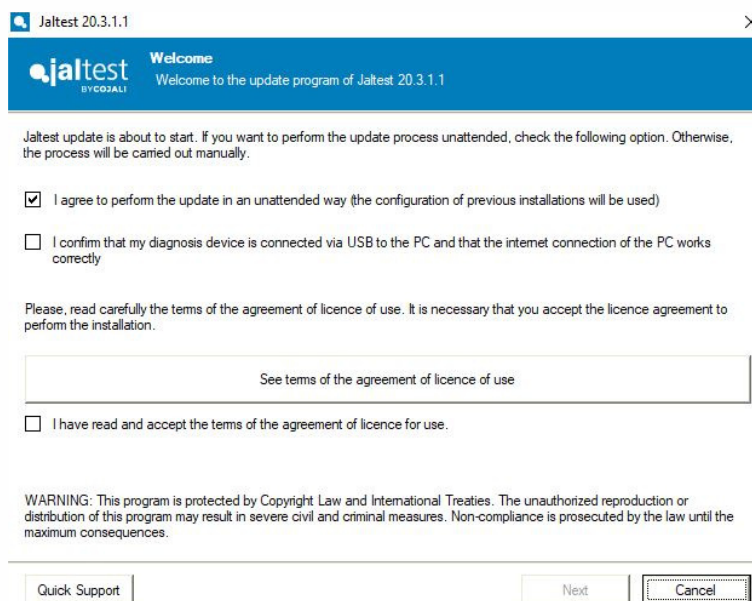 Jaltest 20.3.1.1
jaltest
BY COJALI
Welcome
Welcome to the update program of Jaltest 20.3.1.1
Jaltest update is about to start. If you want to perform the update process unattended, check the following option. Otherwise,
the process will be carried out manually.
I agree to perform the update in an unattended way (the configuration of previous installations will be used)
I confirm that my diagnosis device is connected via USB to the PC and that the internet connection of the PC works
correctly
Please, read carefully the terms of the agreement of licence of use. It is necessary that you accept the licence agreement to
perform the installation.
See terms of the agreement of licence of use
I have read and accept the terms of the agreement of licence for use.
WARNING: This program is protected by Copyright Law and International Treaties. The unauthorized reproduction or
distribution of this program may result in severe civil and criminal measures. Non-compliance is prosecuted by the law until the
maximum consequences.
Quick Support
Next
Cancel